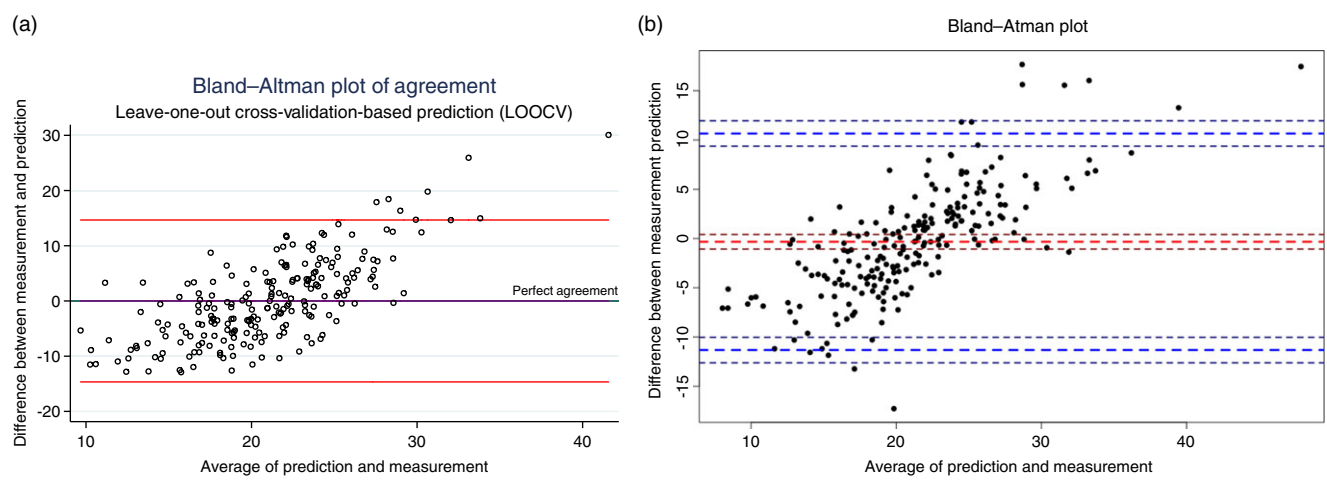 (a)
Bland–Altman plot of agreement
Leave-one-out cross-validation-based prediction (LOOCV)
Difference between measurement and prediction
30
20
10
0
-10
-20
Perfect agreement
10 20 30 40
Average of prediction and measurement
(b)
Bland–Atman plot
Difference between measurement prediction
15
10
5
0
-5
-10
-15
10 20 30 40
Average of prediction and measurement